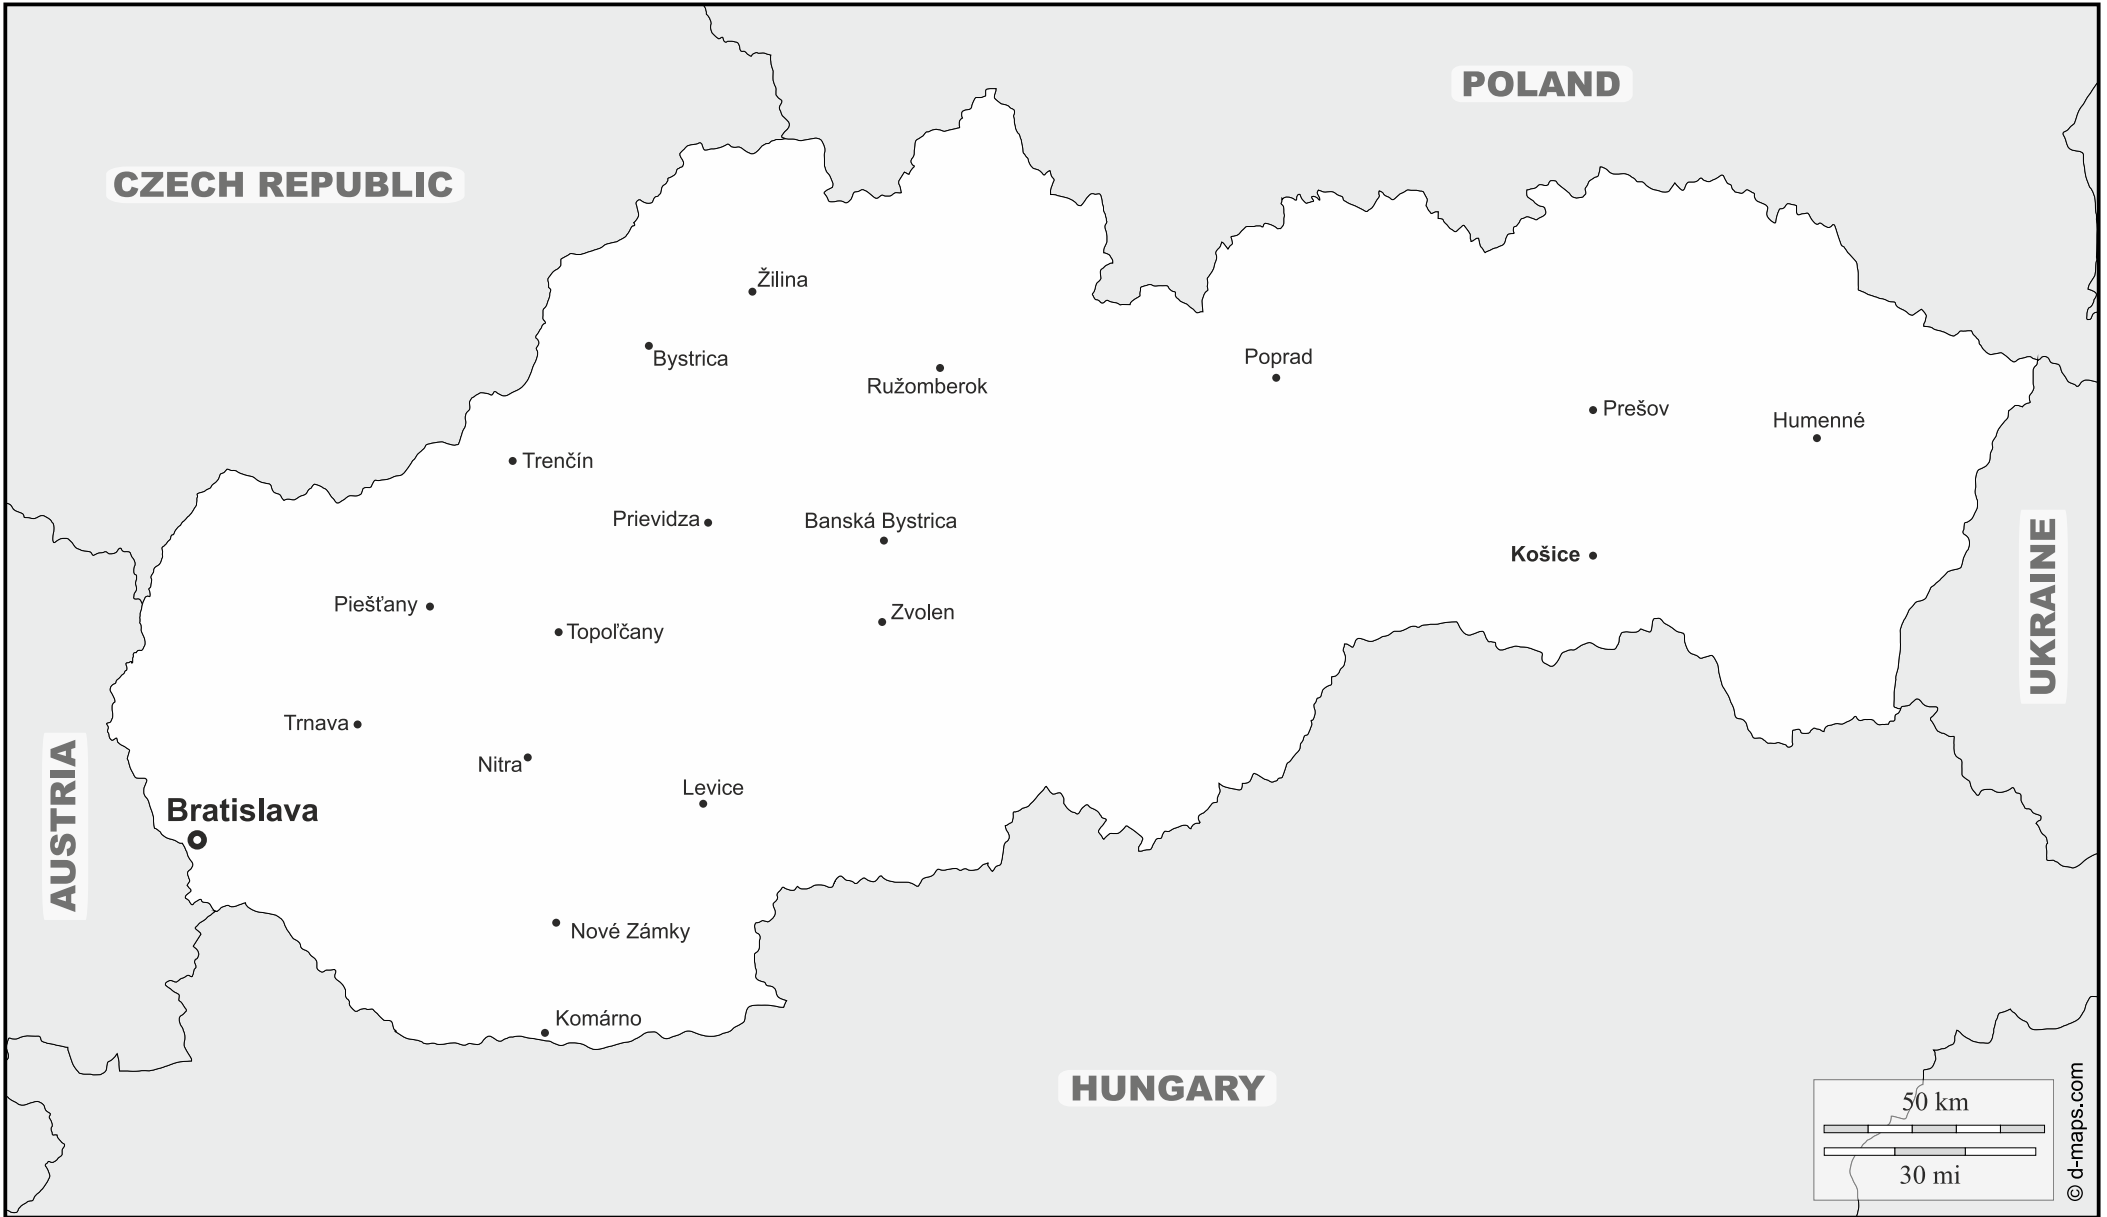 POLAND
CZECH REPUBLIC
Žilina
Bystrica
Ružomberok
Poprad
Prešov
Humenné
Trenčín
Prievidza
Banská Bystrica
Košice
UKRAINE
Piešťany
Topoľčany
Zvolen
Trnava
Nitra
Levice
AUSTRIA
Bratislava
Nové Zámky
Komárno
HUNGARY
50 km
30 mi
© d-maps.com